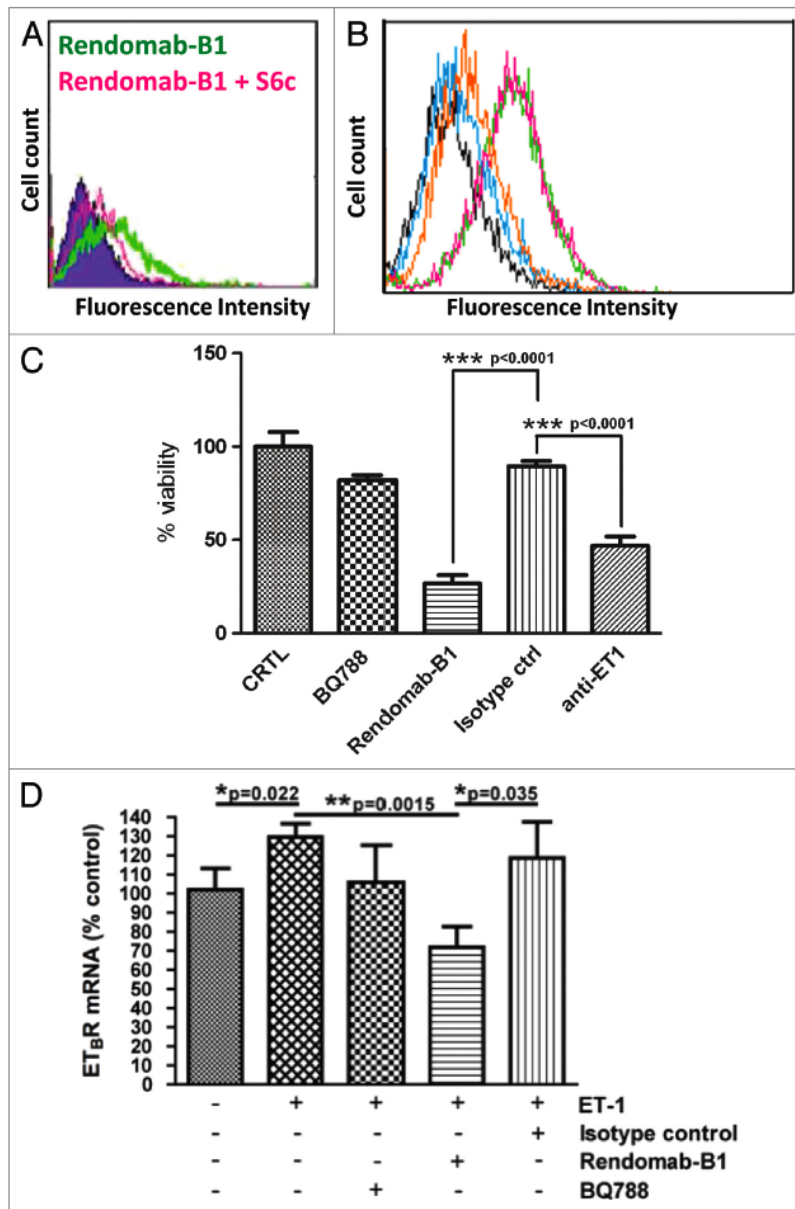 A
Rendomab-B1
Rendomab-B1 + S6c
Cell count
Fluorescence Intensity
B
Cell count
Fluorescence Intensity
C
% viability
150
100
50
0
*** p<0.0001
*** p<0.0001
CRTL
BQ788
Rendomab-B1
Isotype ctrl
anti-ET1
D
ETBR mRNA (% control)
140
130
120
110
100
90
80
70
60
50
40
30
20
10
0
*p=0.022
**p=0.0015
*p=0.035
- + + + + ET-1
- - - - + Isotype control
- - - + - Rendomab-B1
- - + - - BQ788